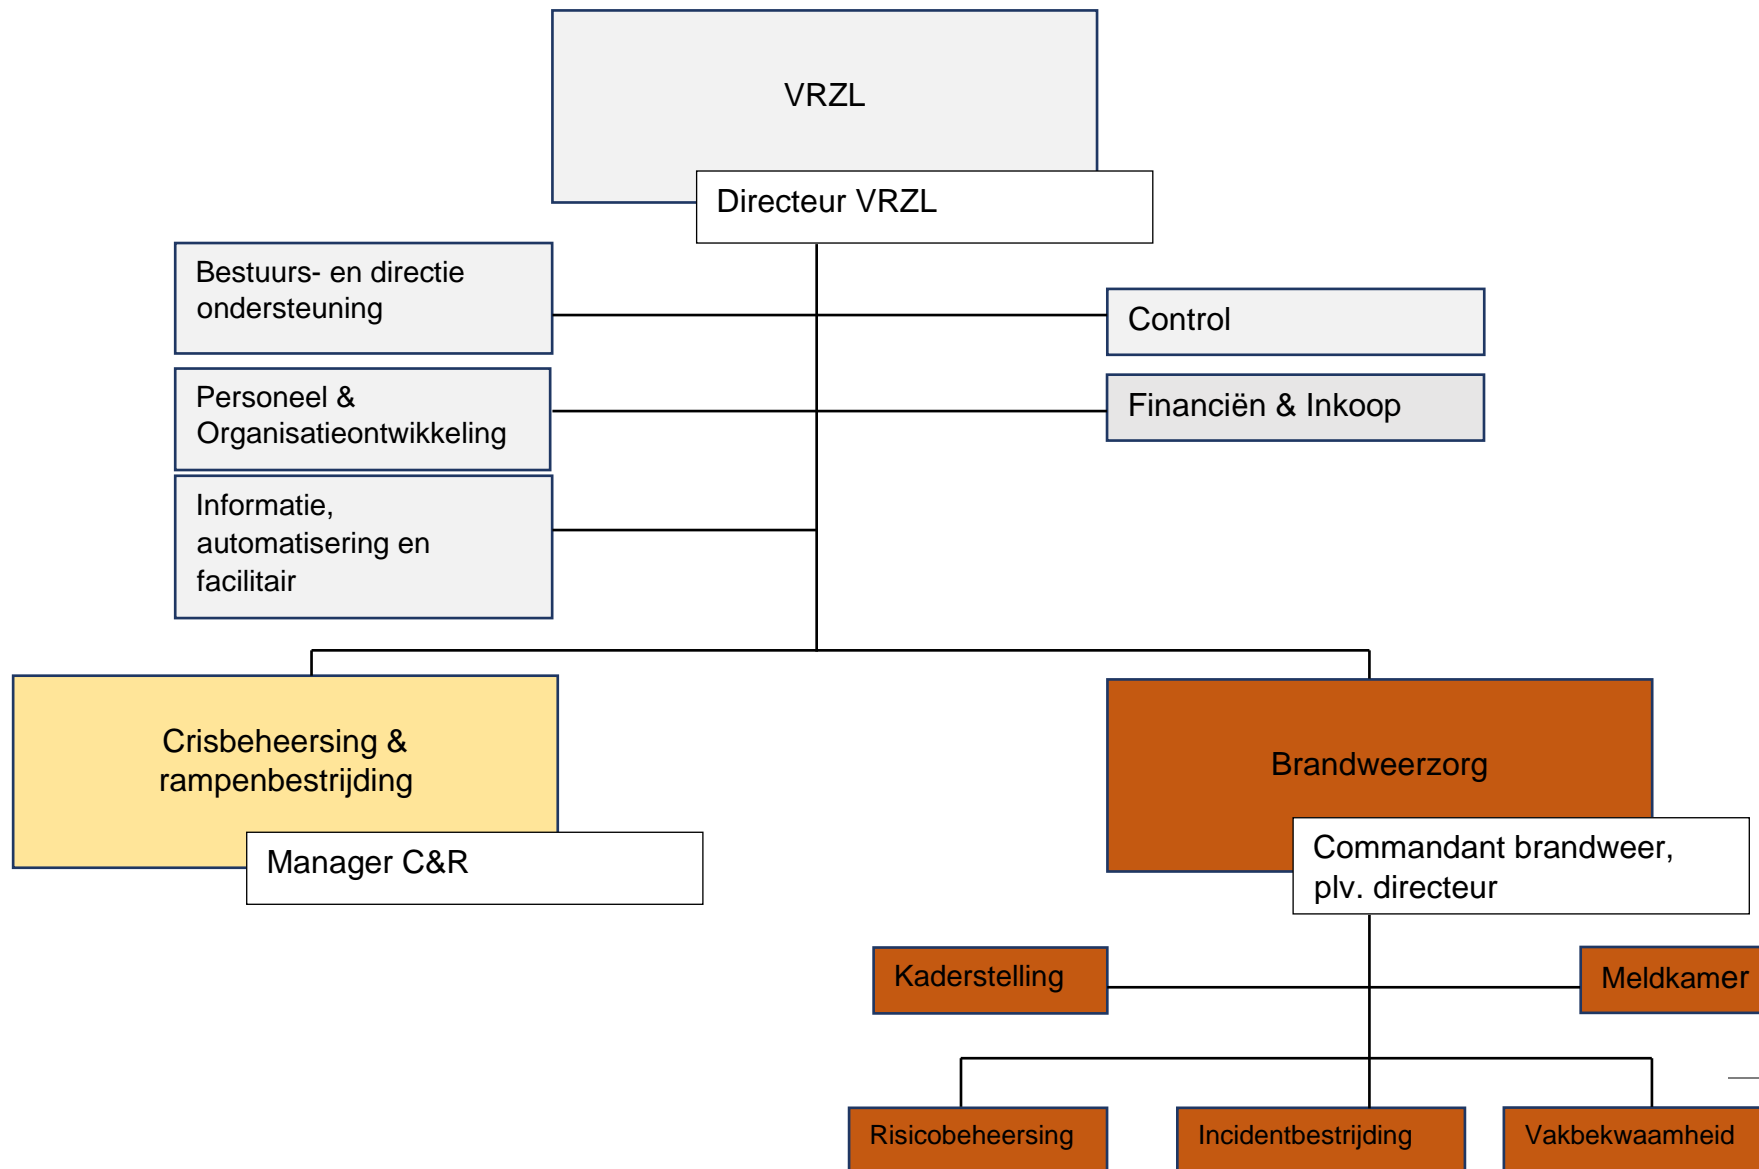 VRZL
Directeur VRZL
Bestuurs- en directie
ondersteuning
Control
Personeel &
Organisatieontwikkeling
Financiën & Inkoop
Informatie,
automatisering en
facilitair
Crisbeheersing &
rampenbestrijding
Manager C&R
Brandweerzorg
Commandant brandweer,
plv. directeur
Kaderstelling
Meldkamer
Risicobeheersing
Incidentbestrijding
Vakbekwaamheid